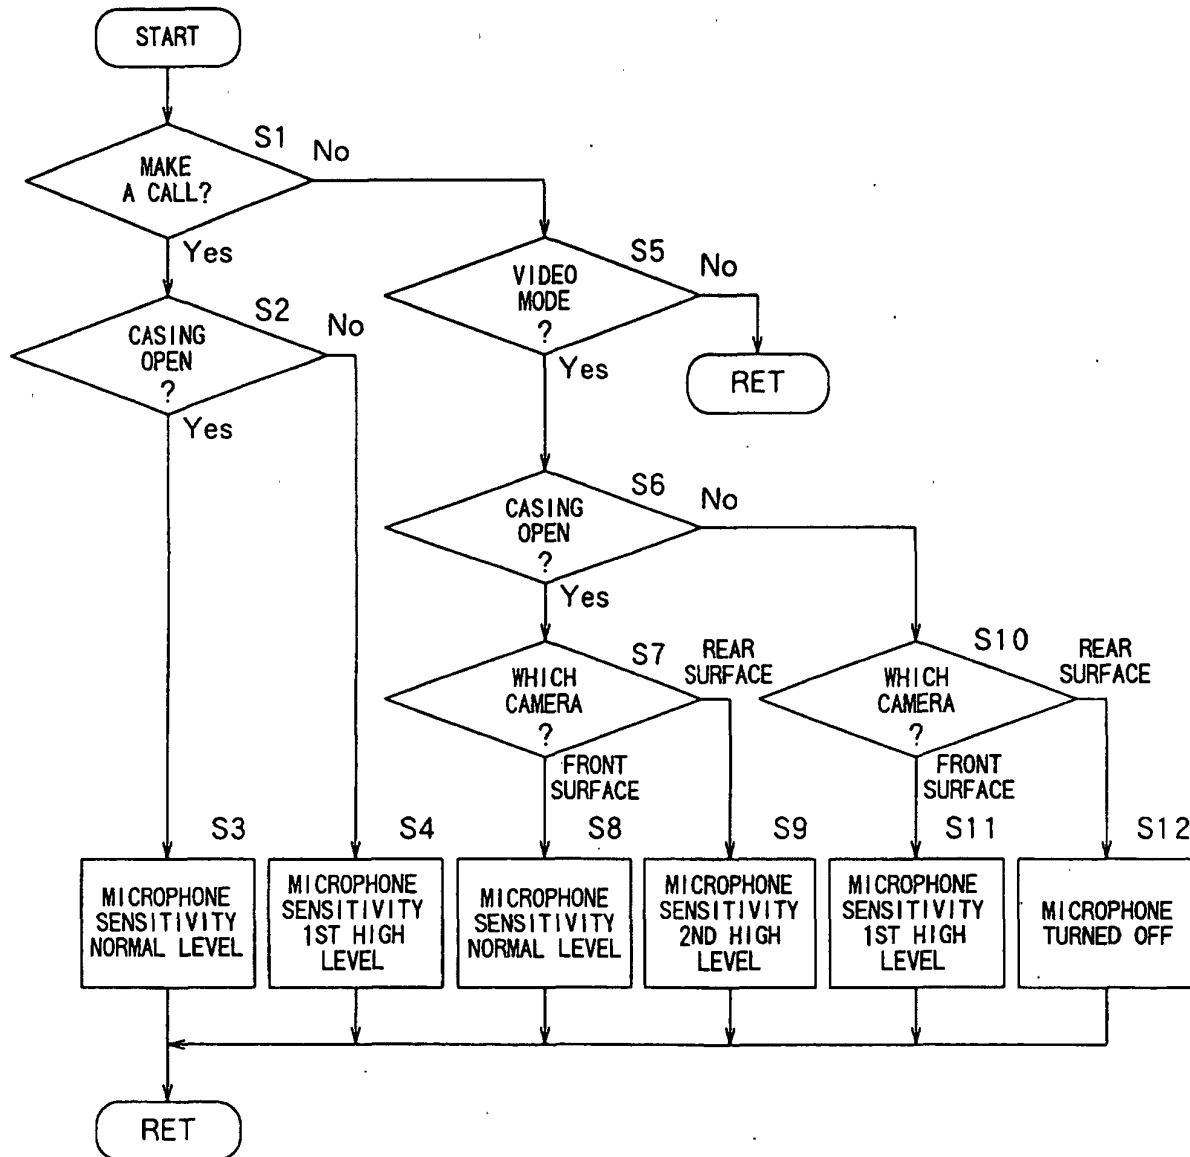 START
S1
No
MAKE
A CALL?
Yes
S5
No
VIDEO
MODE
?
Yes
RET
S2
No
CASING
OPEN
?
Yes
S6
No
CASING
OPEN
?
Yes
S7
REAR
SURFACE
WHICH
CAMERA
?
FRONT
SURFACE
S10
REAR
SURFACE
WHICH
CAMERA
?
FRONT
SURFACE
S3
MICROPHONE
SENSITIVITY
NORMAL LEVEL
S4
MICROPHONE
SENSITIVITY
1ST HIGH
LEVEL
S8
MICROPHONE
SENSITIVITY
NORMAL LEVEL
S9
MICROPHONE
SENSITIVITY
2ND HIGH
LEVEL
S11
MICROPHONE
SENSITIVITY
1ST HIGH
LEVEL
S12
MICROPHONE
TURNED OFF
RET